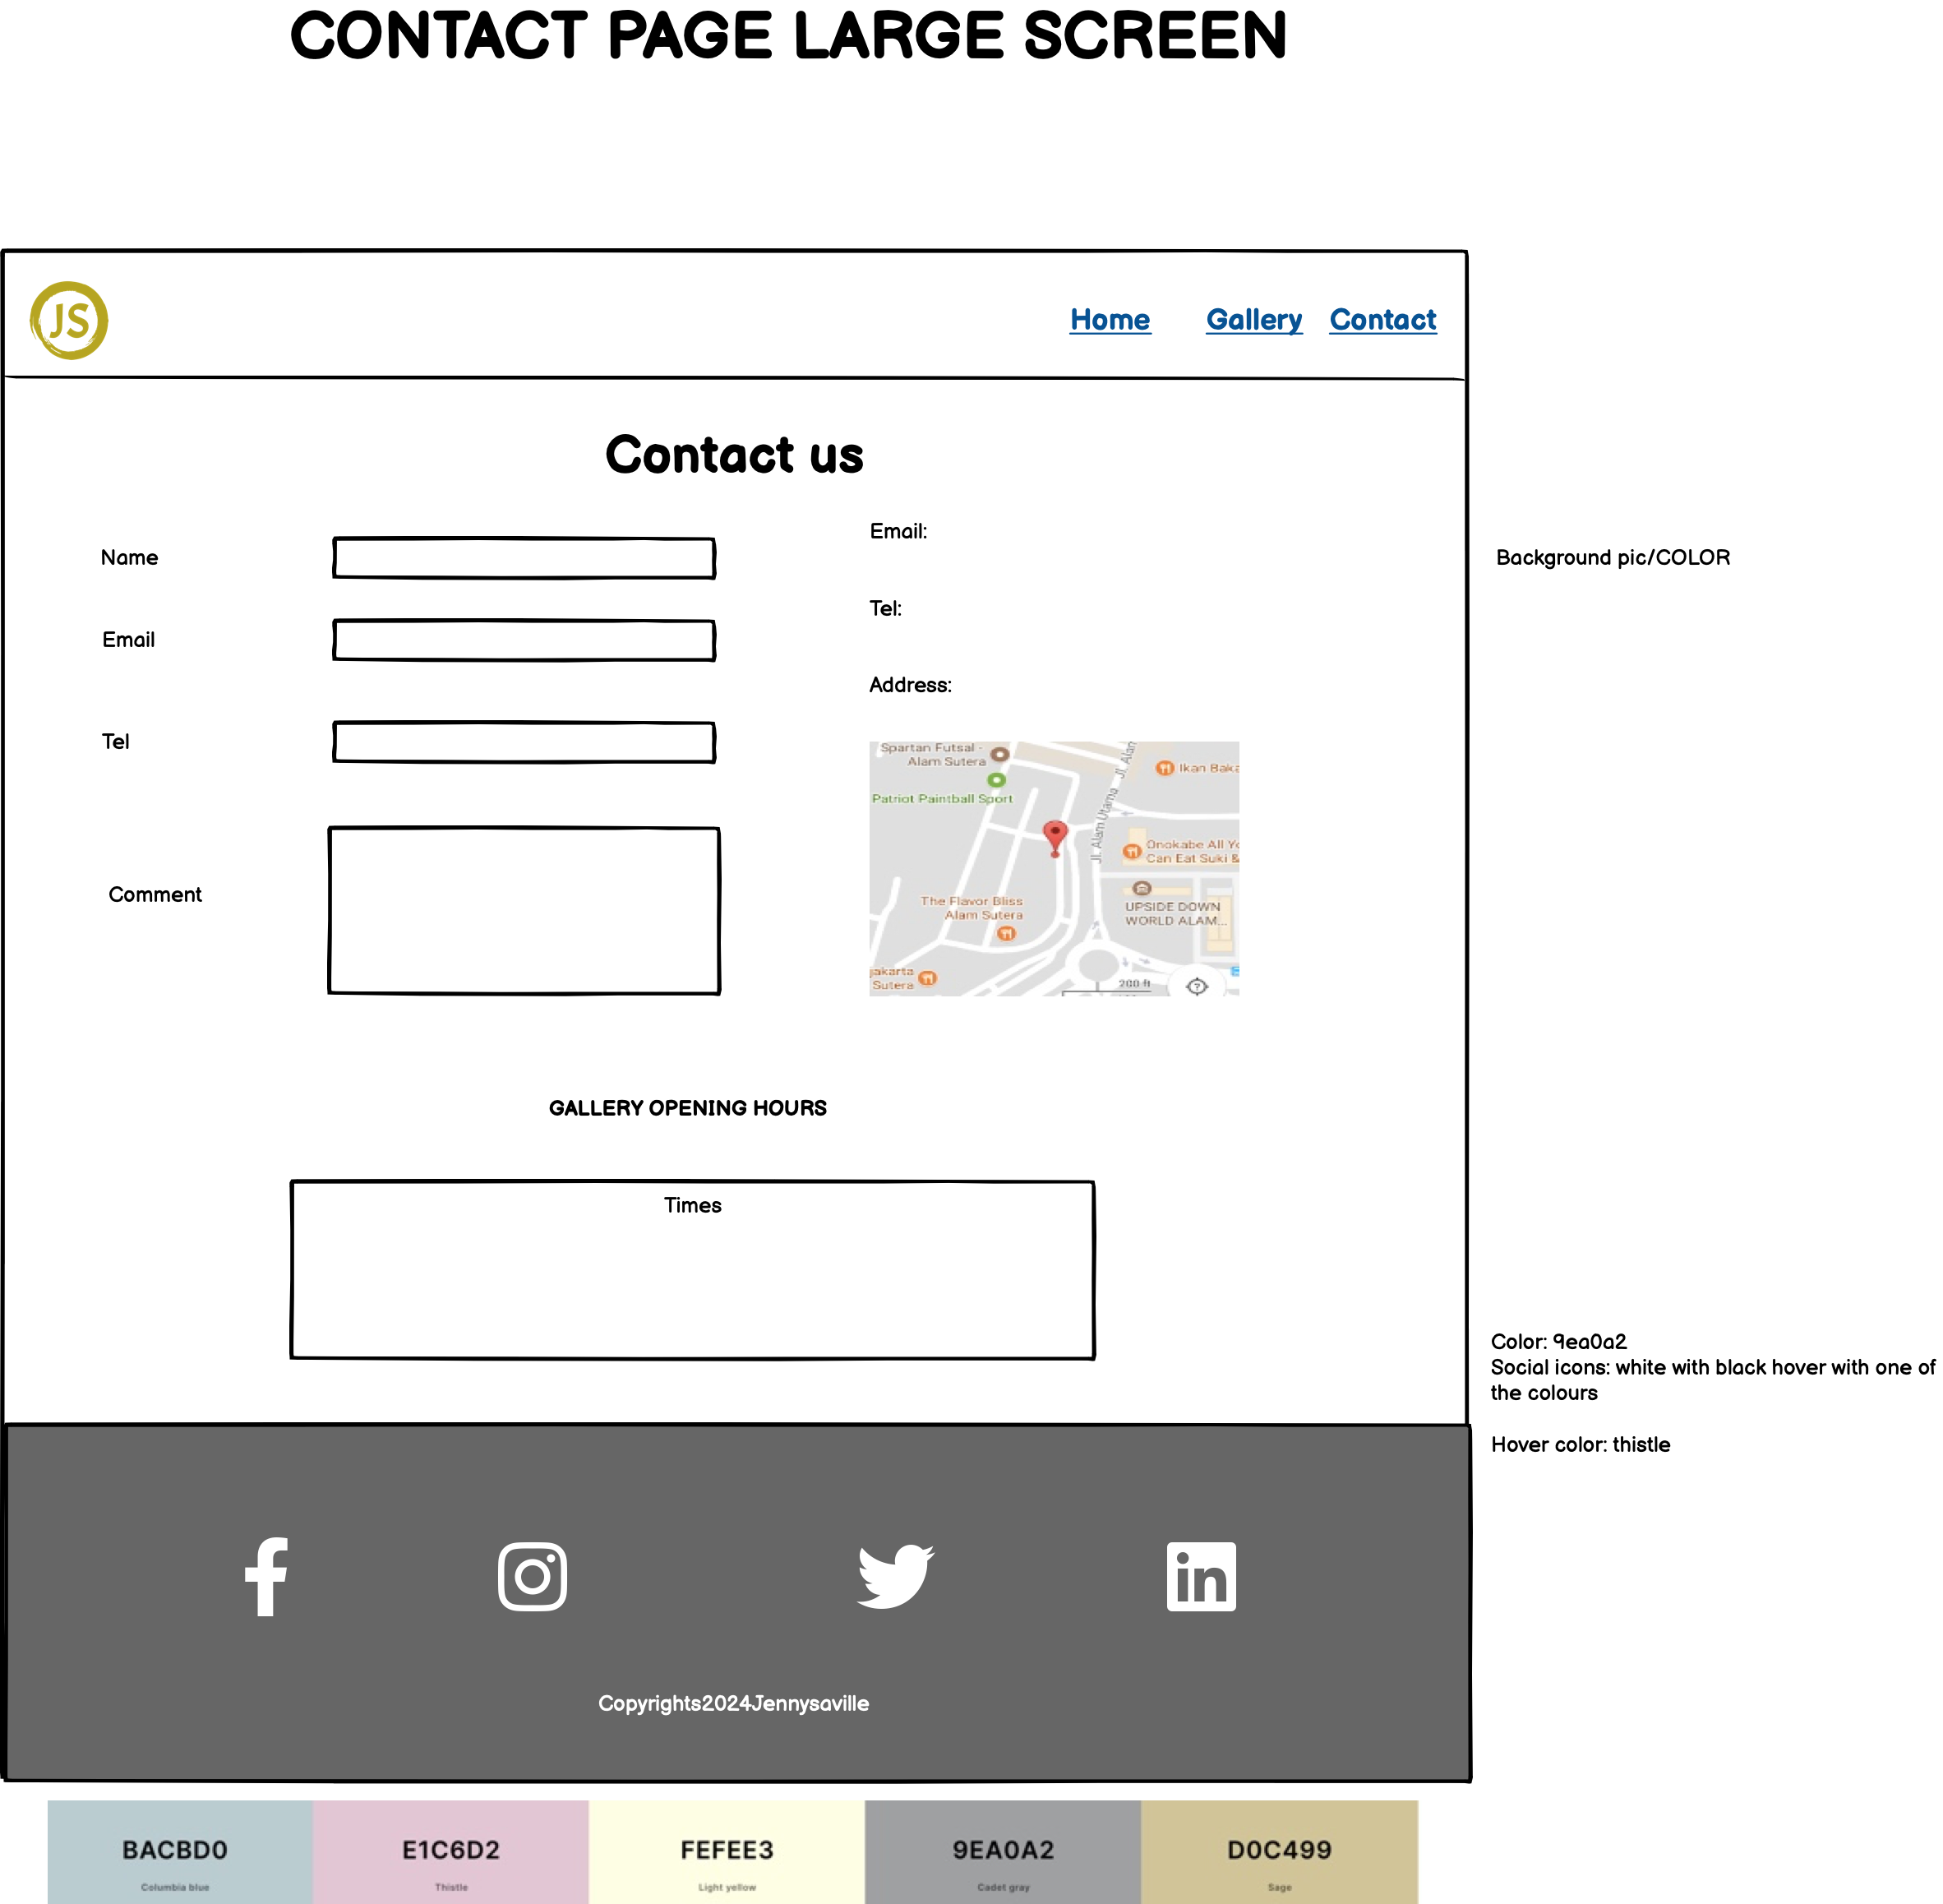 CONTACT PAGE LARGE SCREEN
JS
Home Gallery Contact
Contact us
Name
Email
Tel
Comment
Email:
Tel:
Address:
Spartan Futsal -
Alam Sutera
Patriot Paintball Sport
Jl. Alam Utama
Jl. Alam
Ikan Baka
Onokabe All Yo
Can Eat Suki &
UPSIDE DOWN
WORLD ALAM...
The Flavor Bliss
Alam Sutera
jakarta
Sutera
200 ft
Background pic/COLOR
GALLERY OPENING HOURS
Times
Color: 9ea0a2
Social icons: white with black hover with one of
the colours
Hover color: thistle
in
Copyrights2024Jennysaville
BACBD0
Columbia blue
E1C6D2
Thistle
FEFEE3
Light yellow
9EA0A2
Cadet gray
D0C499
Sage